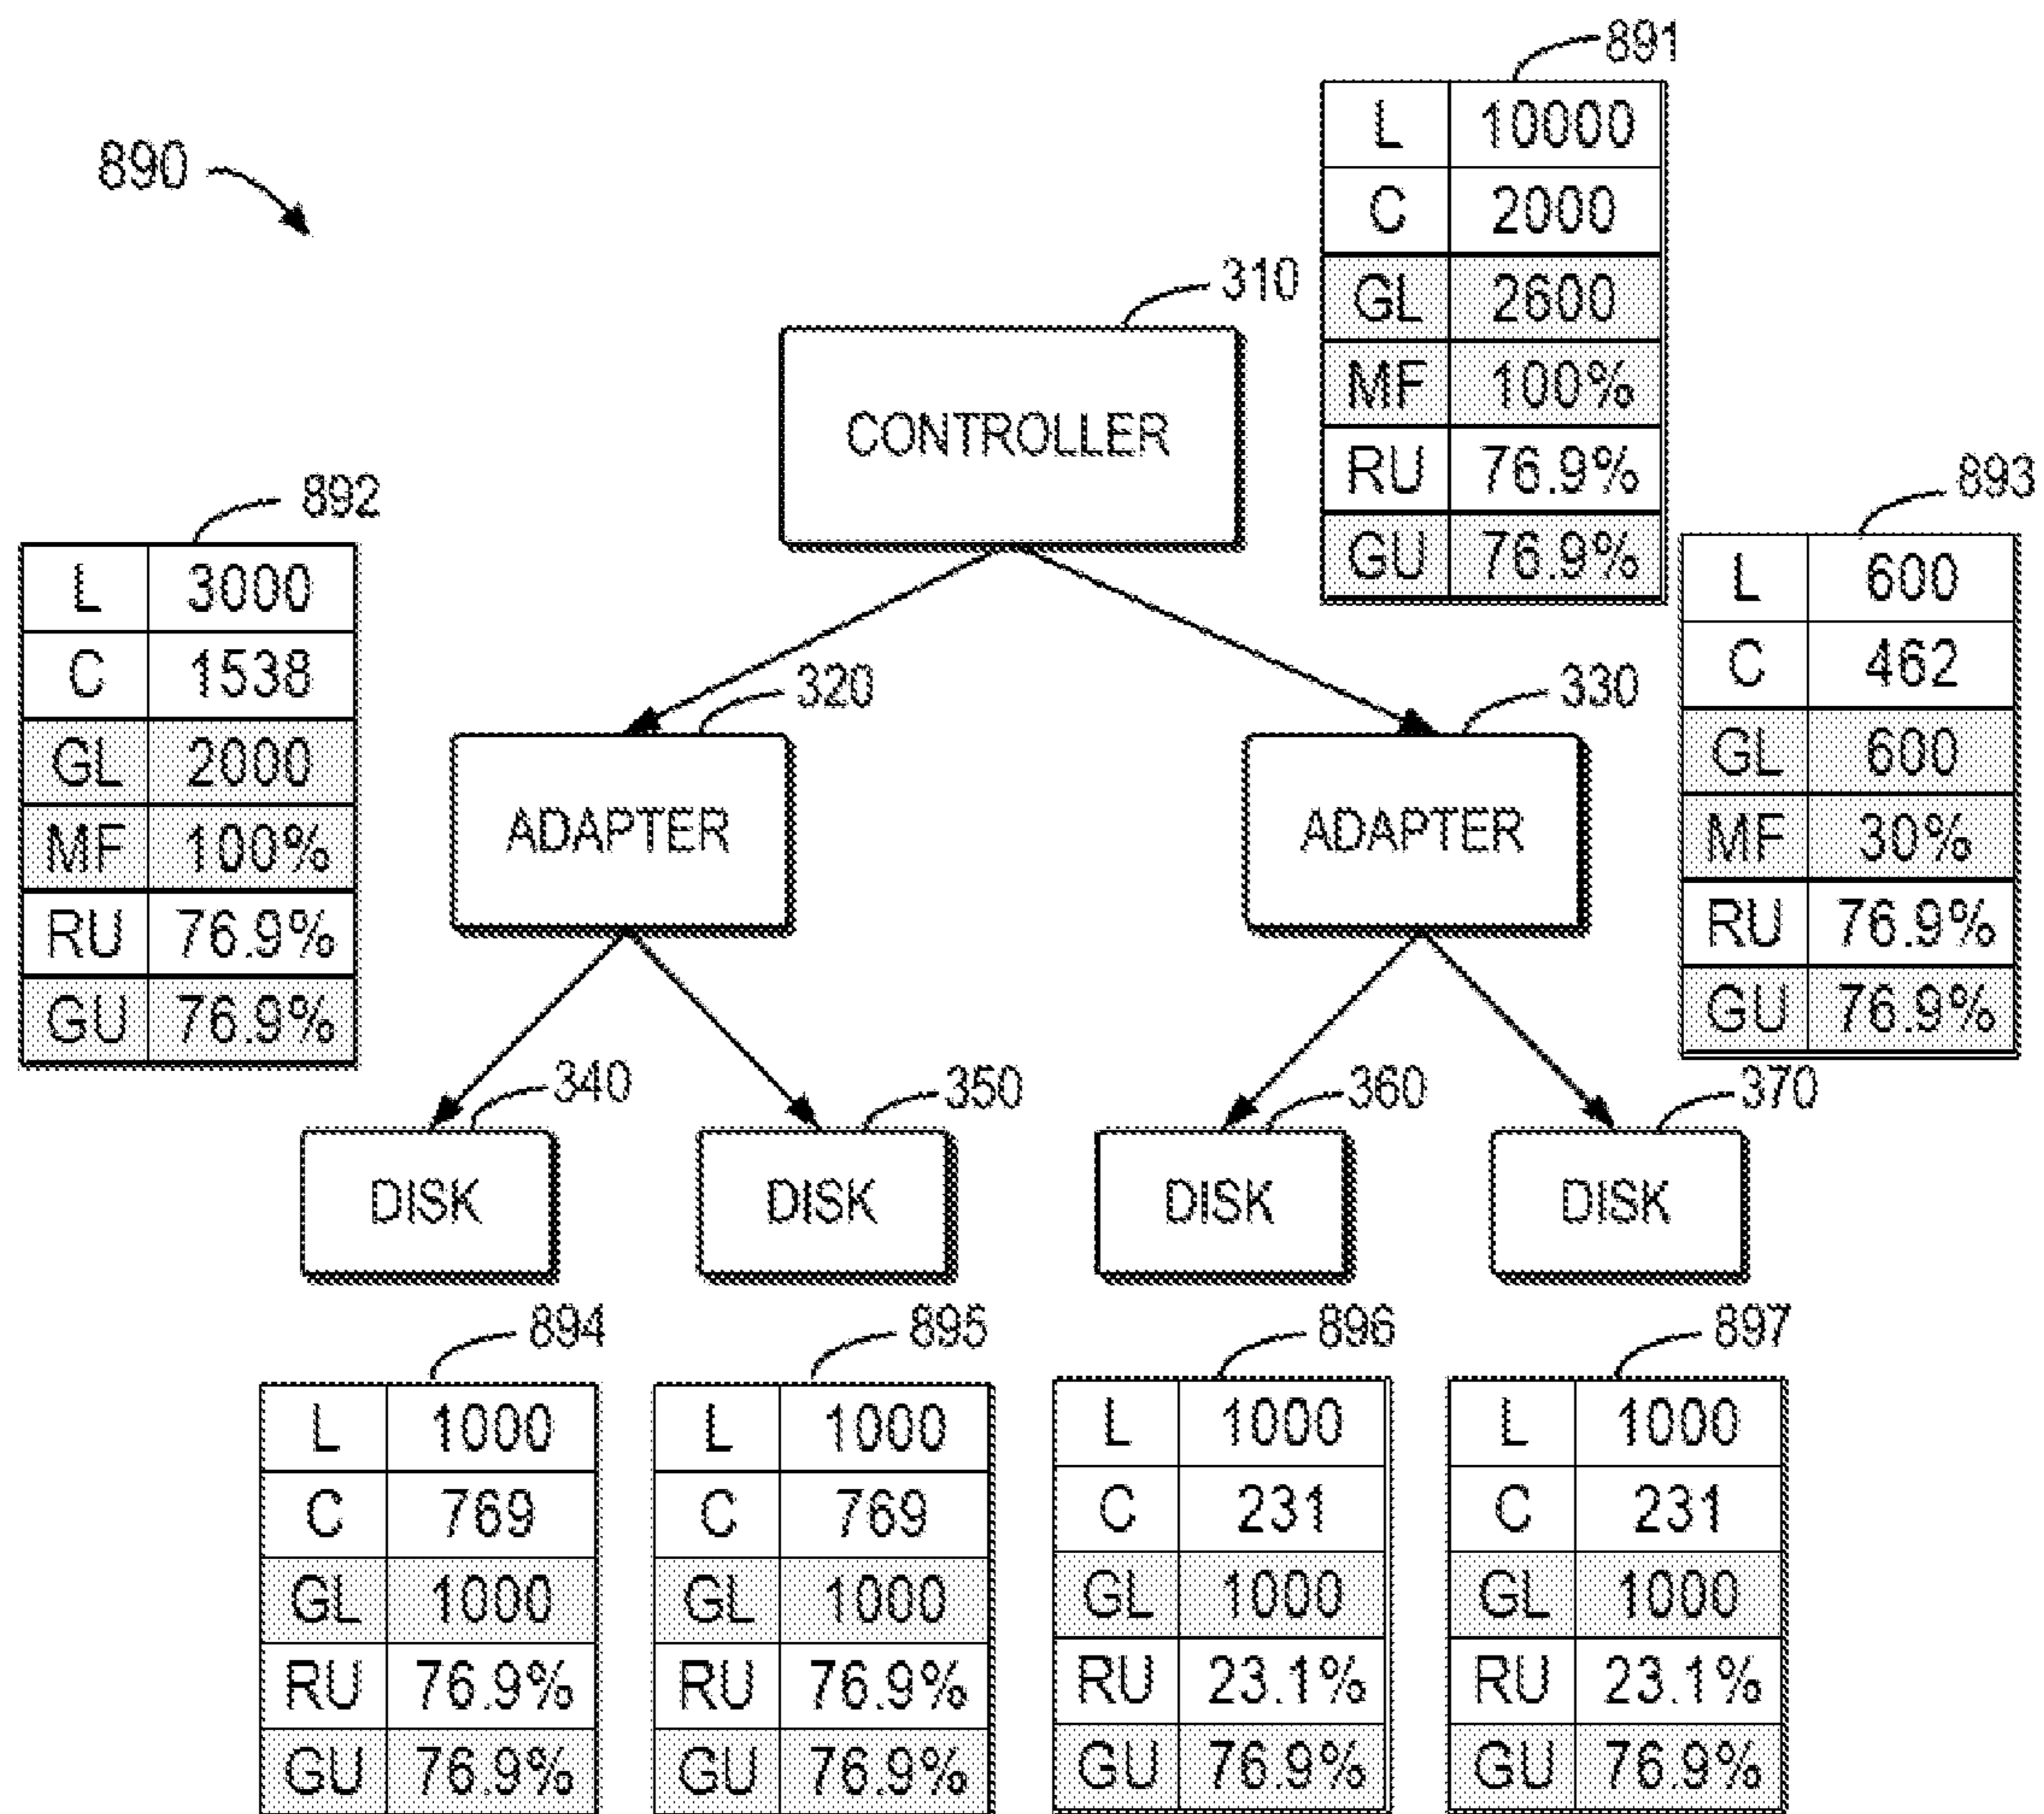 890
891
L 10000
C 2000
GL 2600
MF 100%
RU 76.9%
GU 76.9%
310
CONTROLLER
892
L 3000
C 1538
GL 2000
MF 100%
RU 76.9%
GU 76.9%
893
L 600
C 462
GL 600
MF 30%
RU 76.9%
GU 76.9%
320
ADAPTER
330
ADAPTER
340
DISK
350
DISK
360
DISK
370
DISK
894
L 1000
C 769
GL 1000
RU 76.9%
GU 76.9%
895
L 1000
C 769
GL 1000
RU 76.9%
GU 76.9%
896
L 1000
C 231
GL 1000
RU 23.1%
GU 76.9%
897
L 1000
C 231
GL 1000
RU 23.1%
GU 76.9%